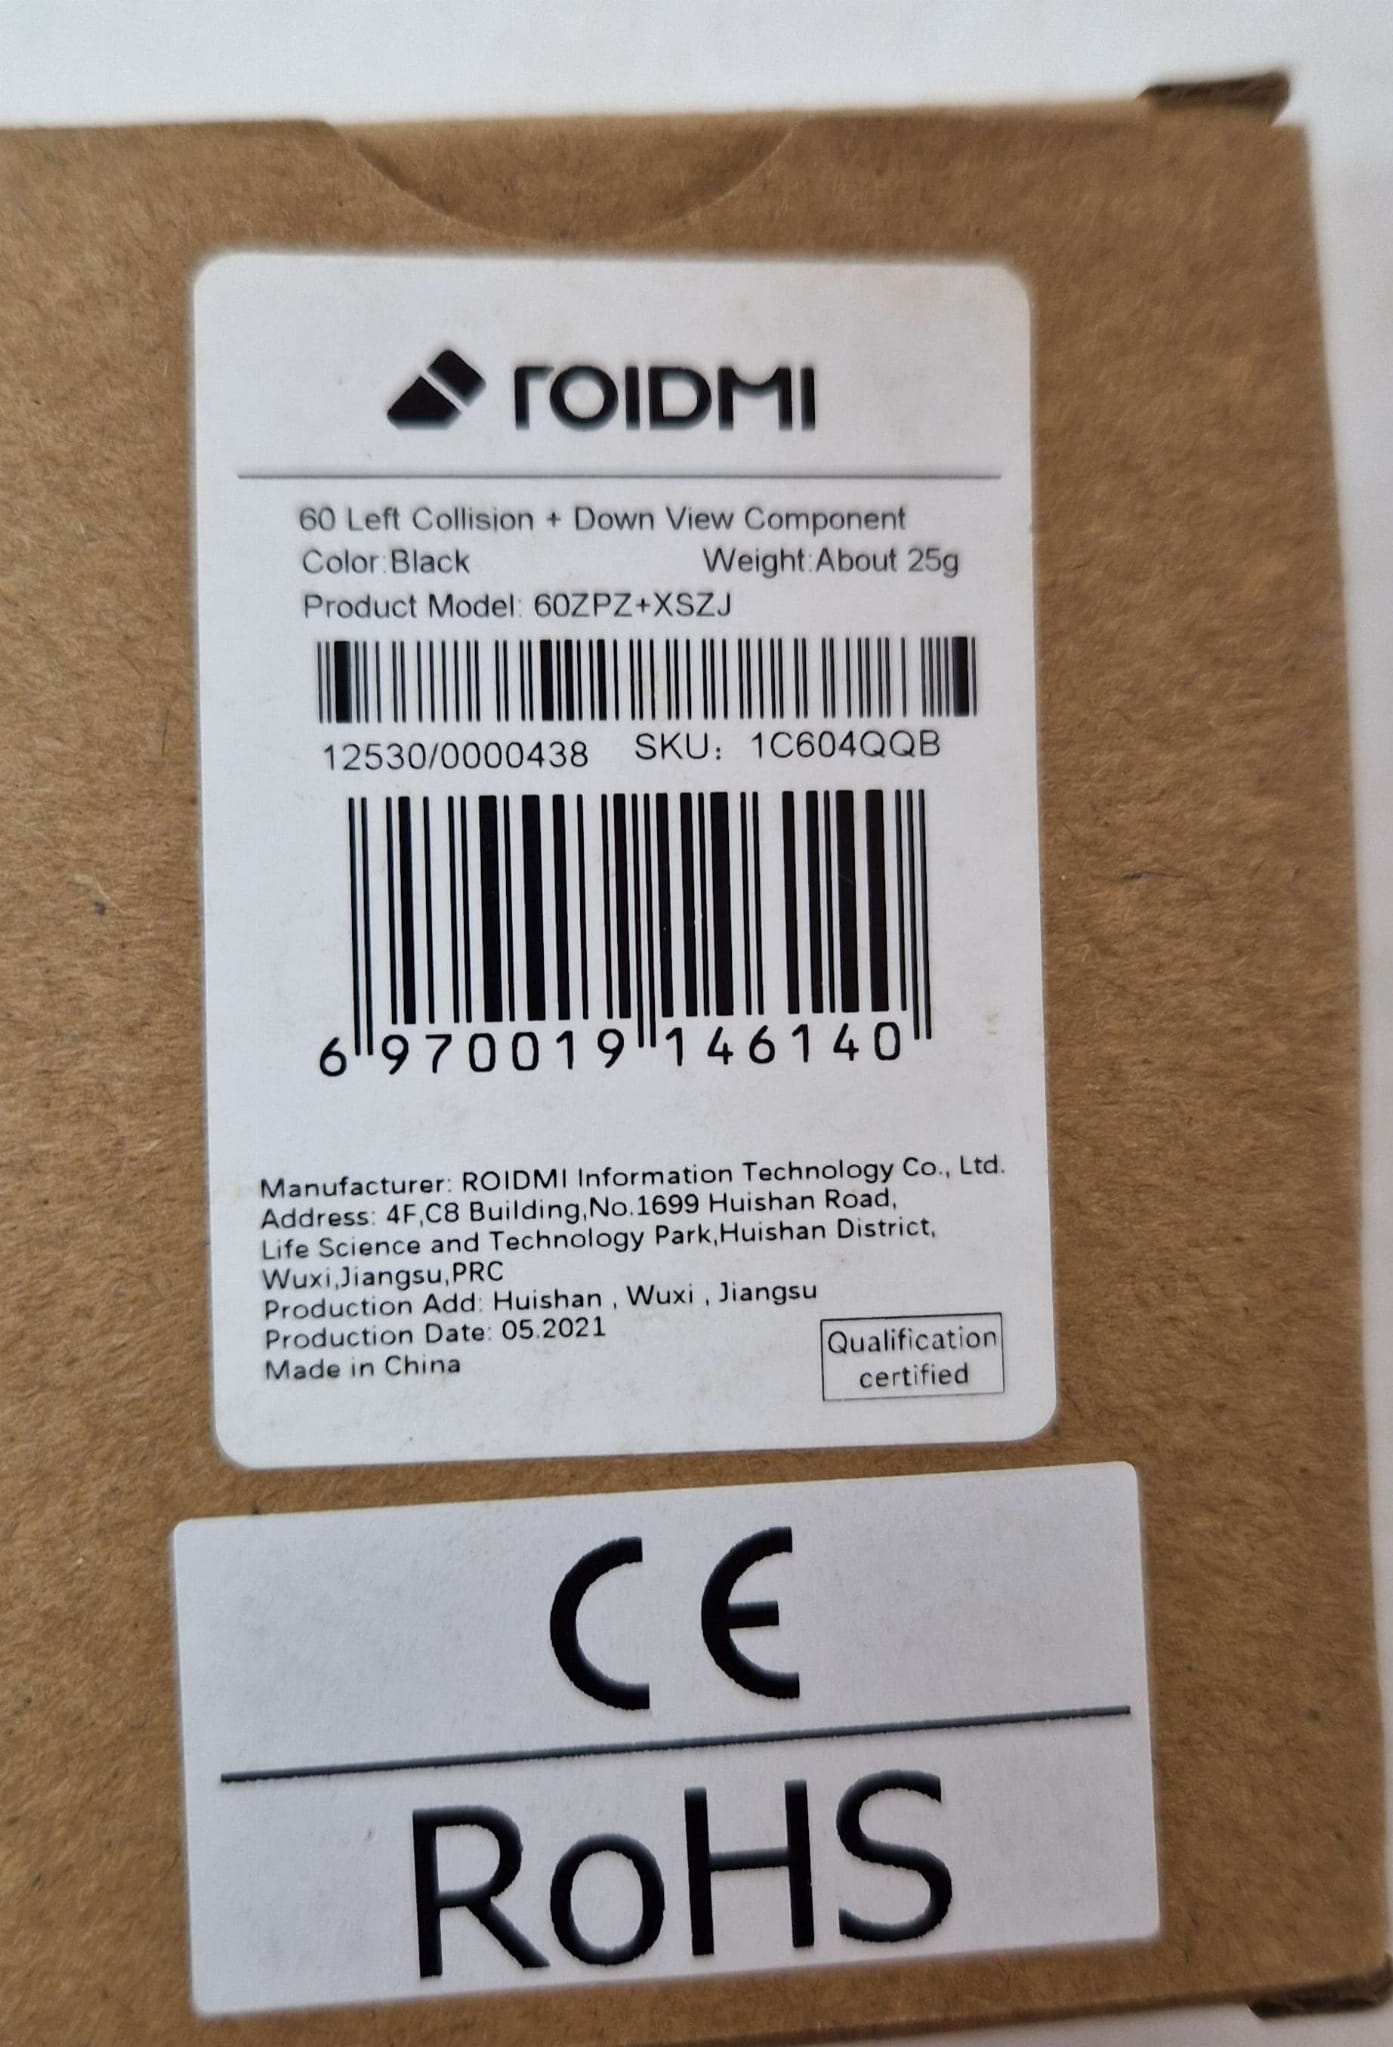 ROIDMI
60 Left Collision + Down View Component
Color:Black Weight:About 25g
Product Model: 60ZPZ+XSZJ
12530/0000438 SKU: 1C604QQB
6 970019 146140
Manufacturer: ROIDMI Information Technology Co., Ltd.
Address: 4F,C8 Building,No.1699 Huishan Road,
Life Science and Technology Park,Huishan District,
Wuxi,Jiangsu,PRC
Production Add: Huishan , Wuxi , Jiangsu
Production Date: 05.2021
Made in China
Qualification
certified
CE
RoHS